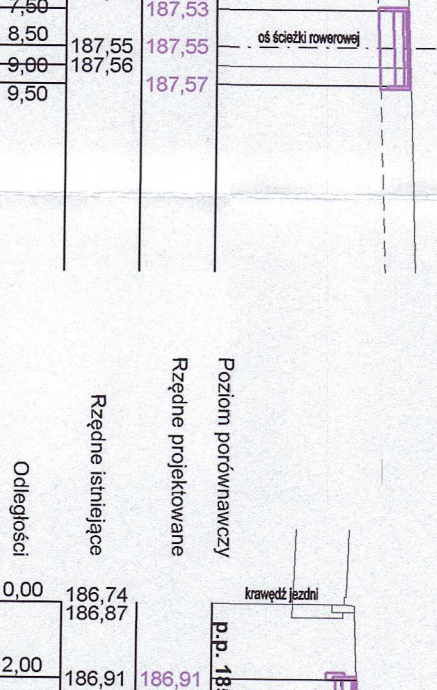 7,50 187,53
8,50 187,55 187,55 oś ścieżki rowerowej
9,00 187,56
9,50 187,57
Poziom porównawczy
Rzędne projektowane
Rzędne istniejące
Odległości
0,00 186,74 krawędź jezdni
186,87
p.p.
2,00 186,91 186,91